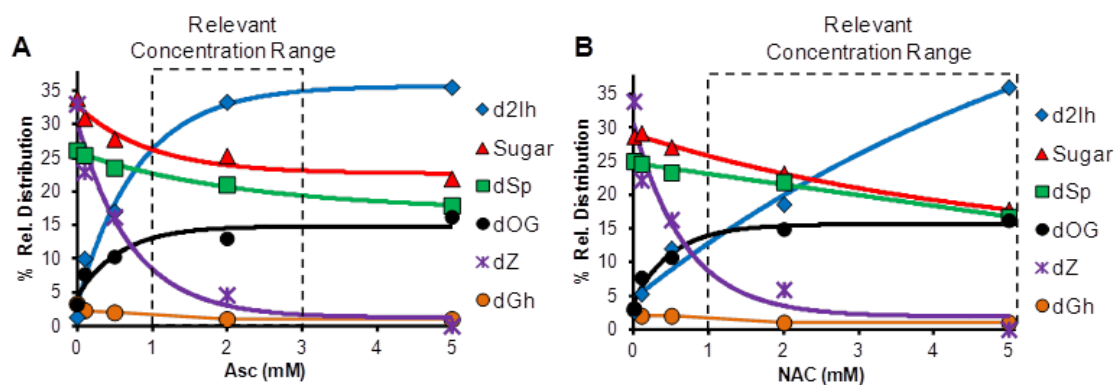 A
Relevant
Concentration Range
% Rel. Distribution
35
30
25
20
15
10
5
0
0
1
2
3
4
5
Asc (mM)
d2Ih
Sugar
dSp
dOG
dZ
dGh
B
Relevant
Concentration Range
% Rel. Distribution
35
30
25
20
15
10
5
0
0
1
2
3
4
5
NAC (mM)
d2Ih
Sugar
dSp
dOG
dZ
dGh